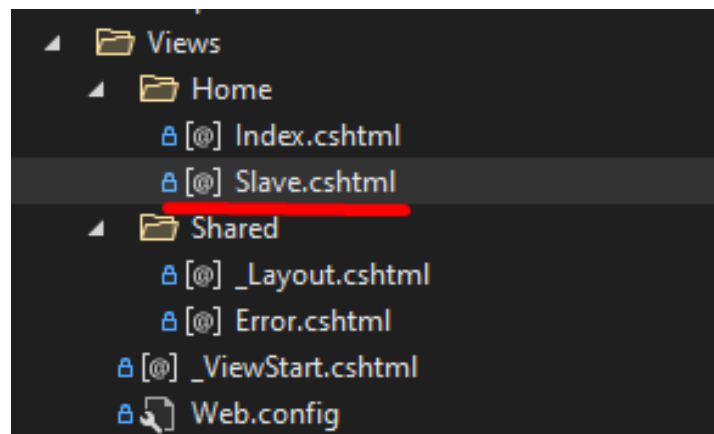 Views
Home
[@] Index.cshtml
[@] Slave.cshtml
Shared
[@] _Layout.cshtml
[@] Error.cshtml
[@] _ViewStart.cshtml
Web.config